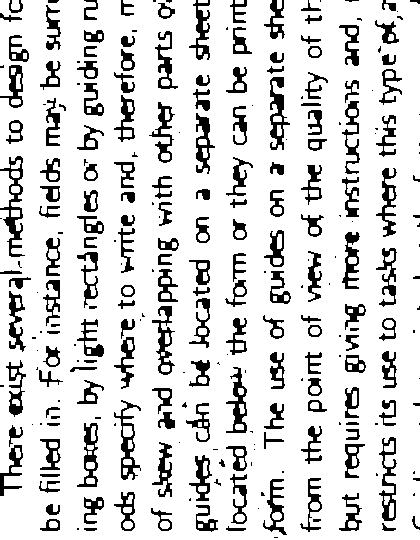 There exist several methods to design fo
be filled in. For instance, fields may be surr
ing boxes, by light rectangles or by guiding ru
ods specify where to write and, therefore, m
of skew and overlapping with other parts o
guides can be located on a separate sheet
located below the form or they can be print
form. The use of guides on a separate she
from the point of view of the quality of th
but requires giving more instructions and,
restricts its use to tasks where this type of a